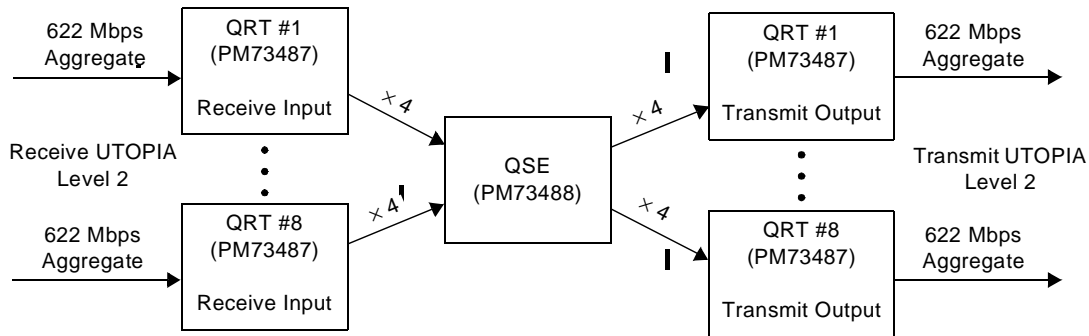 622 Mbps
Aggregate
QRT #1
(PM73487)
Receive Input
× 4
Receive UTOPIA
Level 2
622 Mbps
Aggregate
QRT #8
(PM73487)
Receive Input
× 4
QSE
(PM73488)
× 4
QRT #1
(PM73487)
Transmit Output
622 Mbps
Aggregate
Transmit UTOPIA
Level 2
× 4
QRT #8
(PM73487)
Transmit Output
622 Mbps
Aggregate